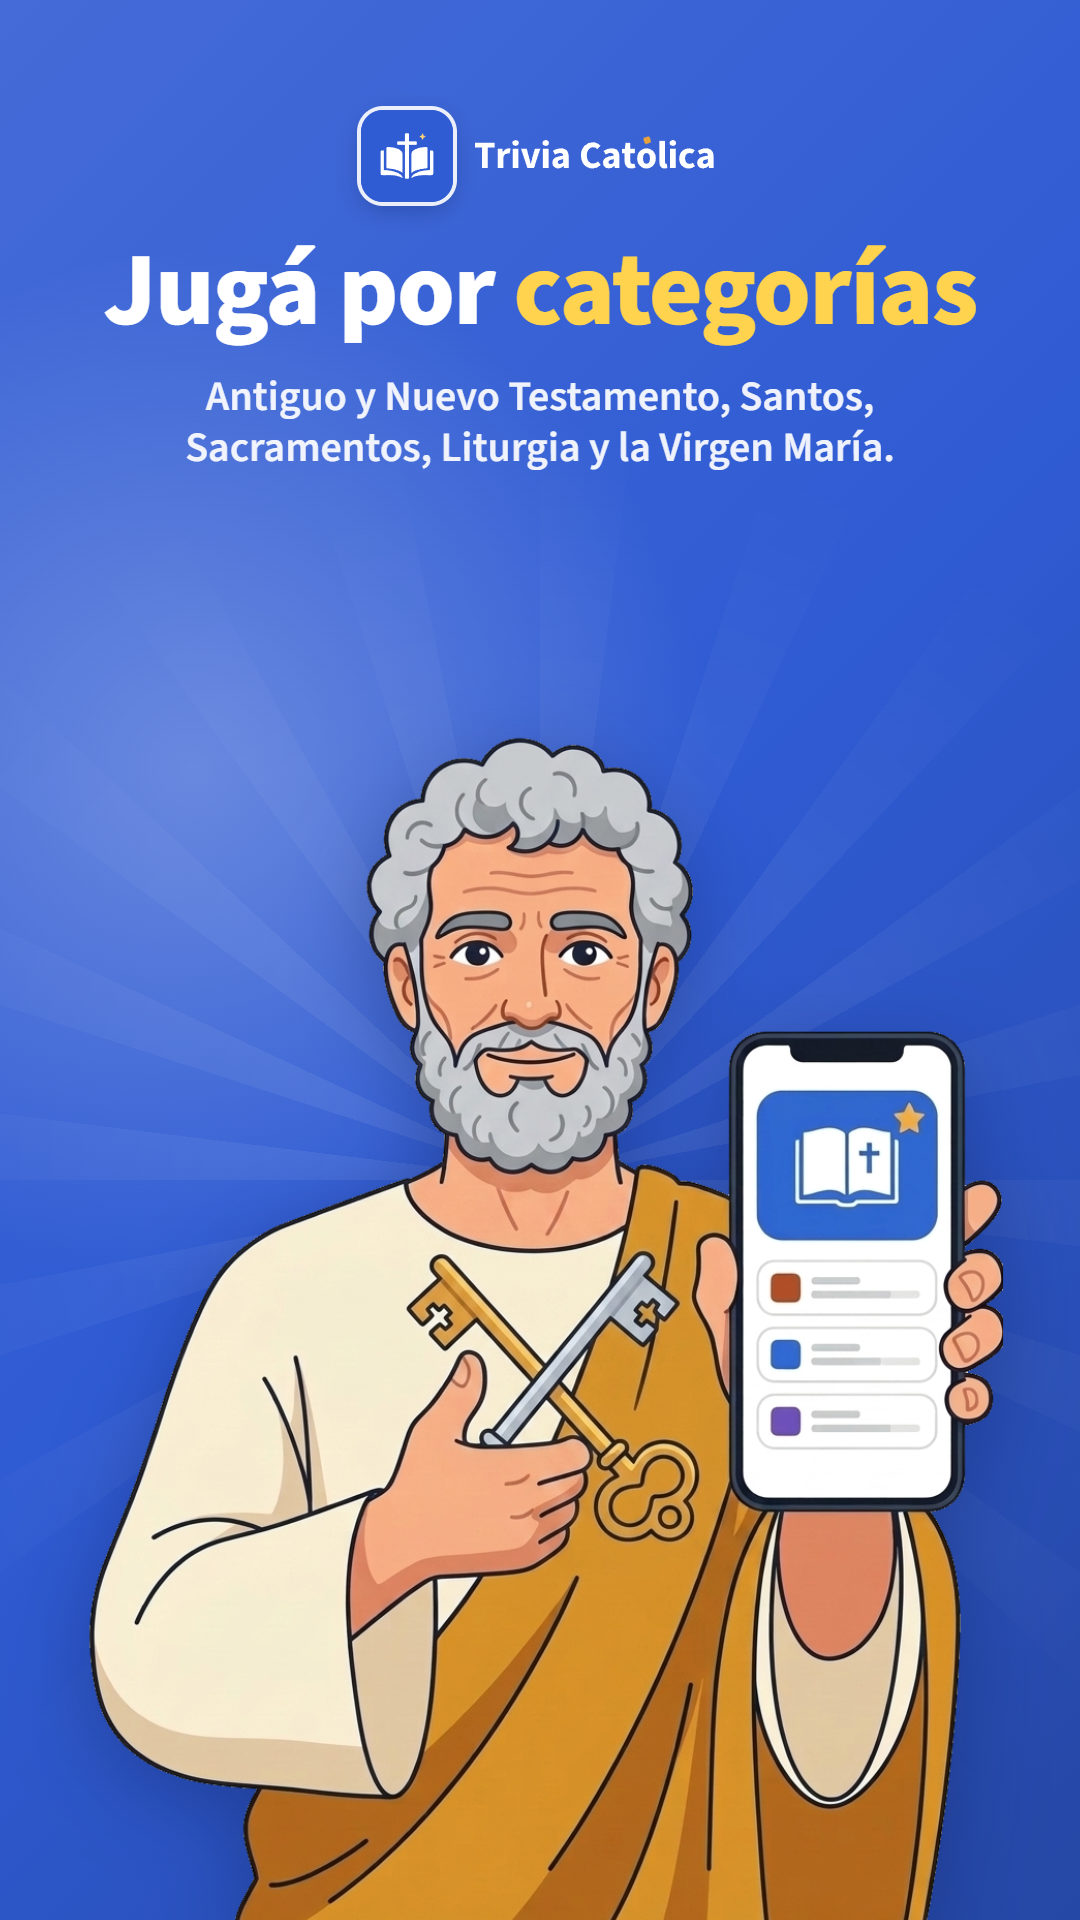 Trivia Católica
Jugá por categorías
Antiguo y Nuevo Testamento, Santos,
Sacramentos, Liturgia y la Virgen María.